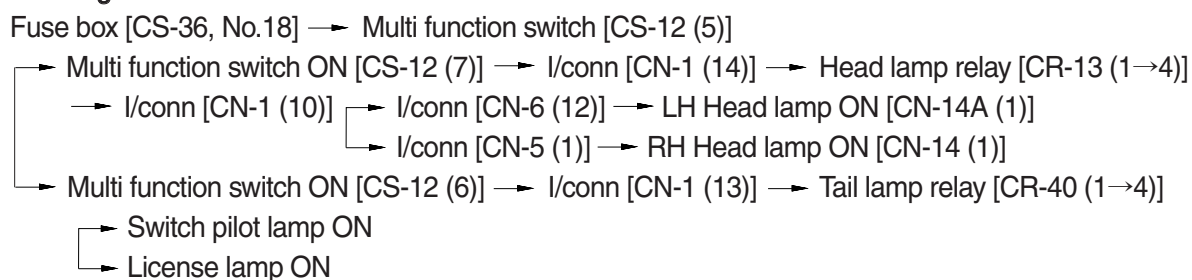 Fuse box [CS-36, No.18] → Multi function switch [CS-12 (5)]
→ Multi function switch ON [CS-12 (7)] → I/conn [CN-1 (14)] → Head lamp relay [CR-13 (1→4)]
→ I/conn [CN-1 (10)] → I/conn [CN-6 (12)] → LH Head lamp ON [CN-14A (1)]
→ I/conn [CN-5 (1)] → RH Head lamp ON [CN-14 (1)]
→ Multi function switch ON [CS-12 (6)] → I/conn [CN-1 (13)] → Tail lamp relay [CR-40 (1→4)]
→ Switch pilot lamp ON
→ License lamp ON